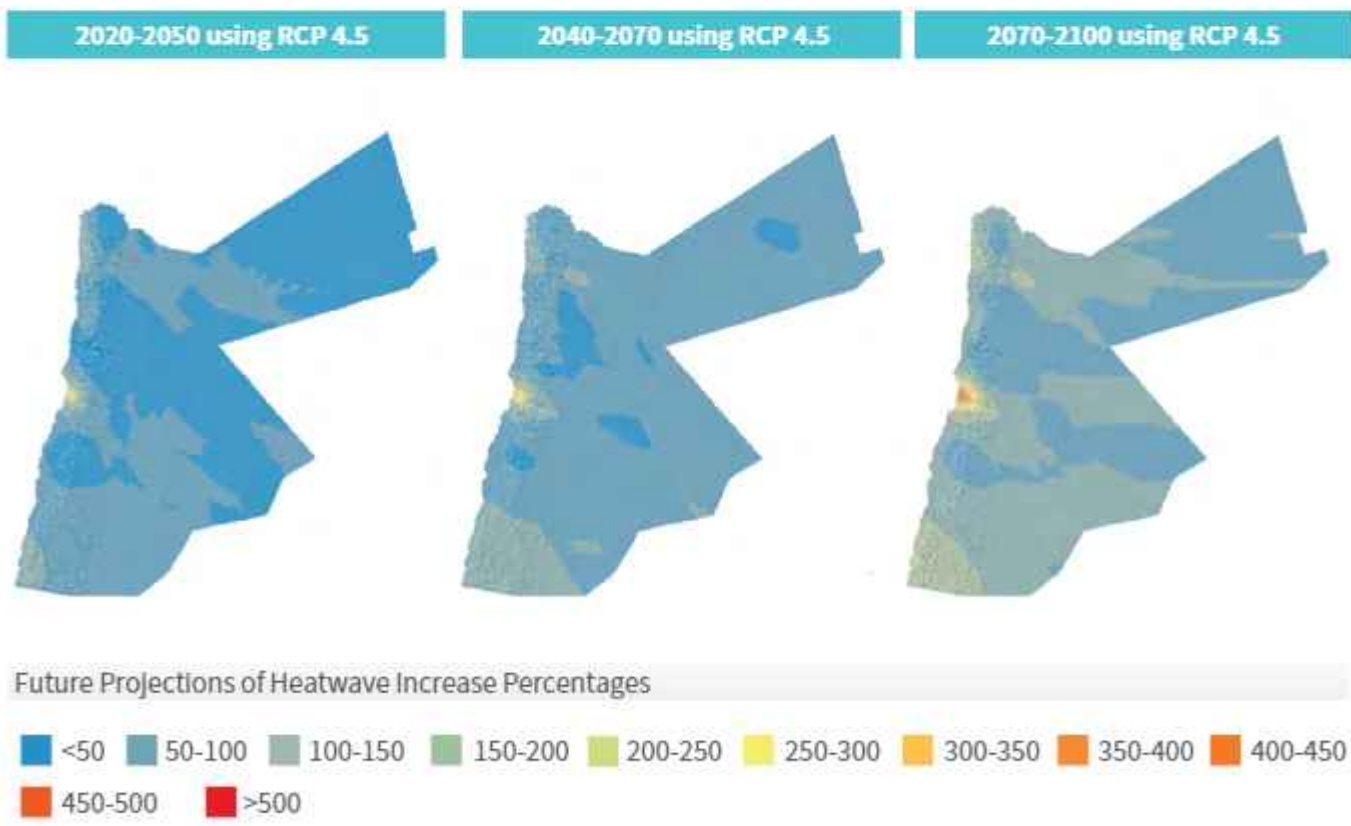 2020-2050 using RCP 4.5
2040-2070 using RCP 4.5
2070-2100 using RCP 4.5
Future Projections of Heatwave Increase Percentages
<50 50-100 100-150 150-200 200-250 250-300 300-350 350-400 400-450
450-500 >500